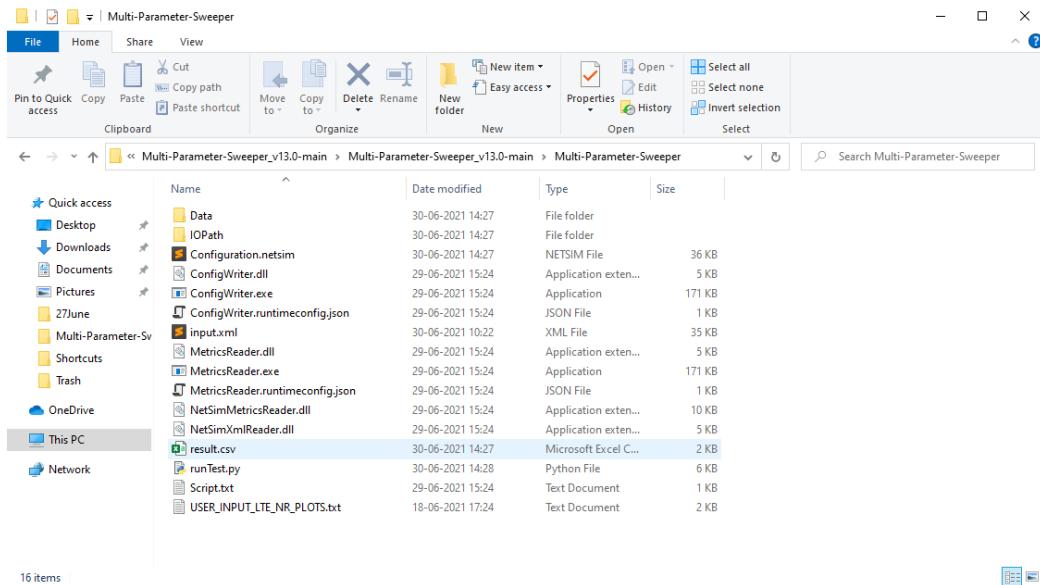 Multi-Parameter-Sweeper
File Home Share View
Pin to Quick access
Copy
Paste
Cut
Copy path
Paste shortcut
Clipboard
Move to
Copy to
Delete
Rename
Organize
New folder
New item
Easy access
New
Properties
Open
Edit
History
Open
Select all
Select none
Invert selection
Select
« Multi-Parameter-Sweeper_v13.0-main › Multi-Parameter-Sweeper_v13.0-main › Multi-Parameter-Sweeper
Search Multi-Parameter-Sweeper
Quick access
Desktop
Downloads
Documents
Pictures
27June
Multi-Parameter-Sv
Shortcuts
Trash
OneDrive
This PC
Network
Name Date modified Type Size
Data 30-06-2021 14:27 File folder
IOPath 30-06-2021 14:27 File folder
Configuration.netsim 30-06-2021 14:27 NETSIM File 36 KB
ConfigWriter.dll 29-06-2021 15:24 Application exten... 5 KB
ConfigWriter.exe 29-06-2021 15:24 Application 171 KB
ConfigWriter.runtimeconfig.json 29-06-2021 15:24 JSON File 1 KB
input.xml 30-06-2021 10:22 XML File 35 KB
MetricsReader.dll 29-06-2021 15:24 Application exten... 5 KB
MetricsReader.exe 29-06-2021 15:24 Application 171 KB
MetricsReader.runtimeconfig.json 29-06-2021 15:24 JSON File 1 KB
NetSimMetricsReader.dll 29-06-2021 15:24 Application exten... 10 KB
NetSimXmlReader.dll 29-06-2021 15:24 Application exten... 5 KB
result.csv 30-06-2021 14:27 Microsoft Excel C... 2 KB
runTest.py 30-06-2021 14:28 Python File 6 KB
Script.txt 29-06-2021 15:24 Text Document 1 KB
USER_INPUT_LTE_NR_PLOTS.txt 18-06-2021 17:24 Text Document 2 KB
16 items